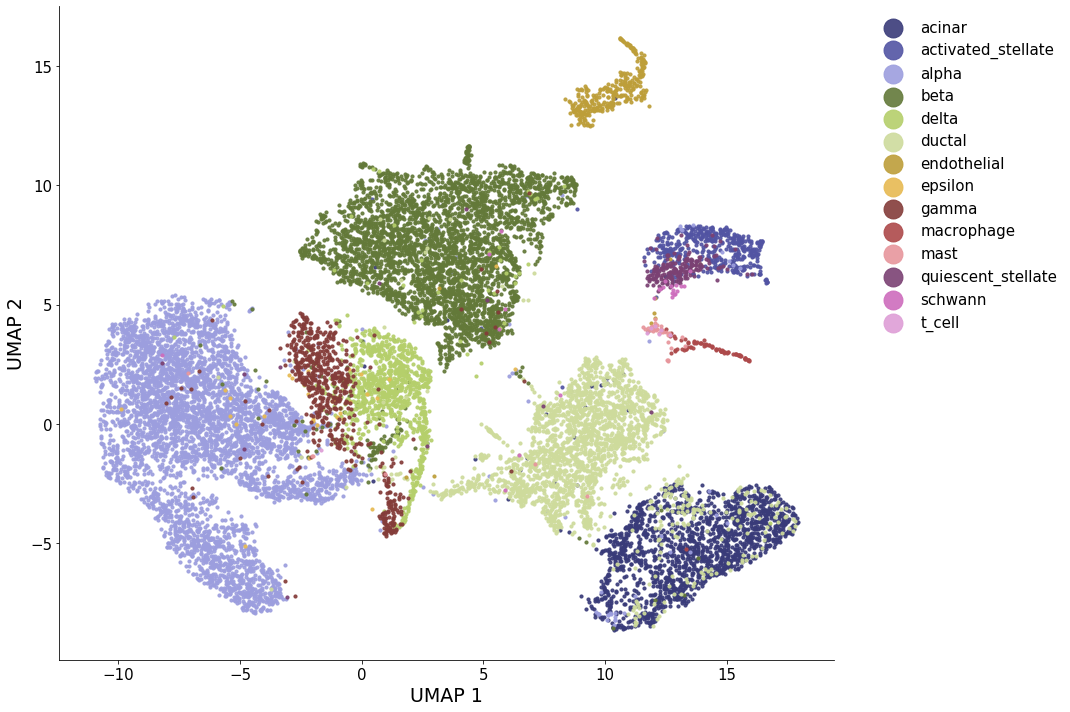 acinar
activated_stellate
alpha
beta
delta
ductal
endothelial
epsilon
gamma
macrophage
mast
quiescent_stellate
schwann
t_cell
15
10
5
0
−5
UMAP 2
−10 −5 0 5 10 15
UMAP 1